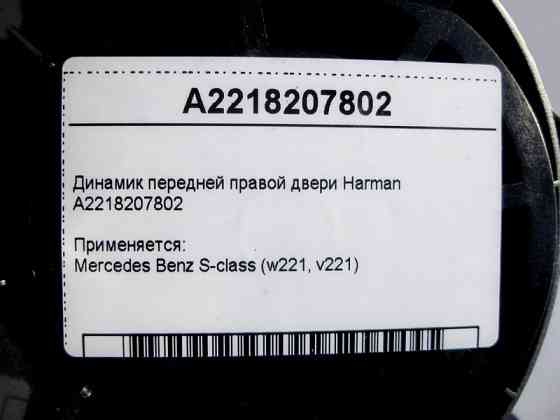 A2218207802
Динамик передней правой двери Harman
A2218207802
Применяется:
Mercedes Benz S-class (w221, v221)